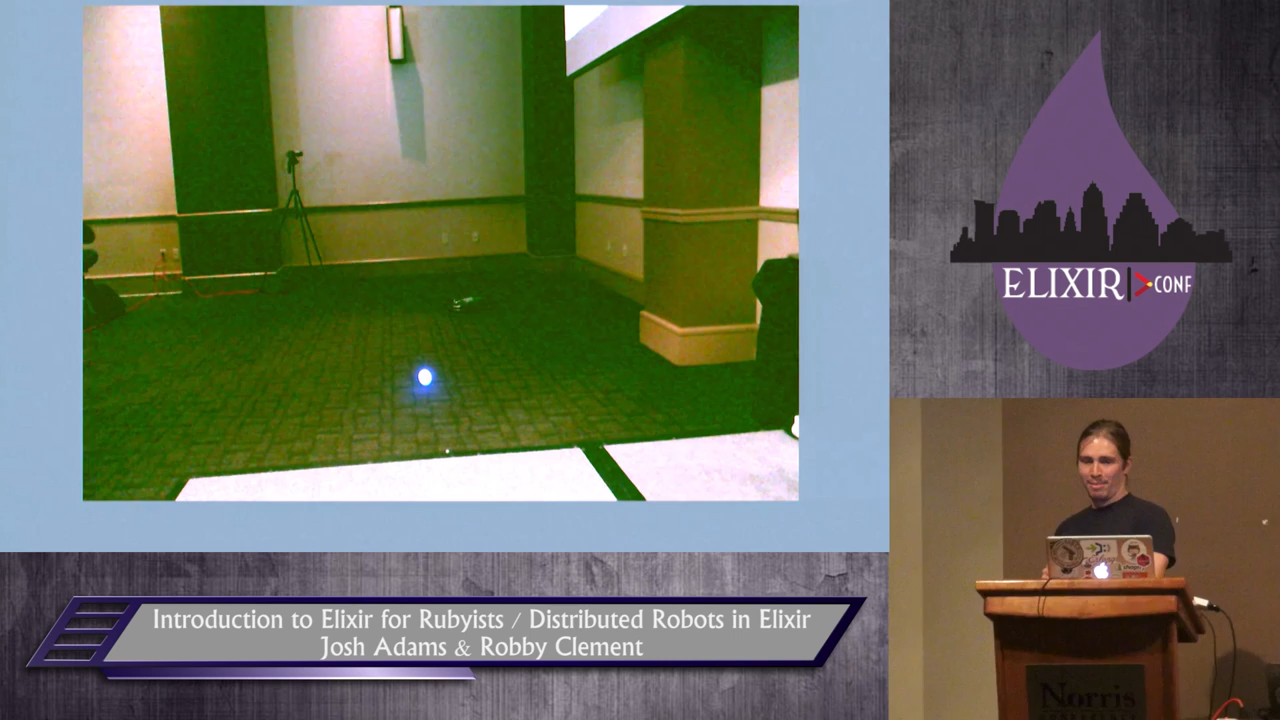 ELIXIR|>CONF
Introduction to Elixir for Rubyists / Distributed Robots in Elixir
Josh Adams & Robby Clement
Norris